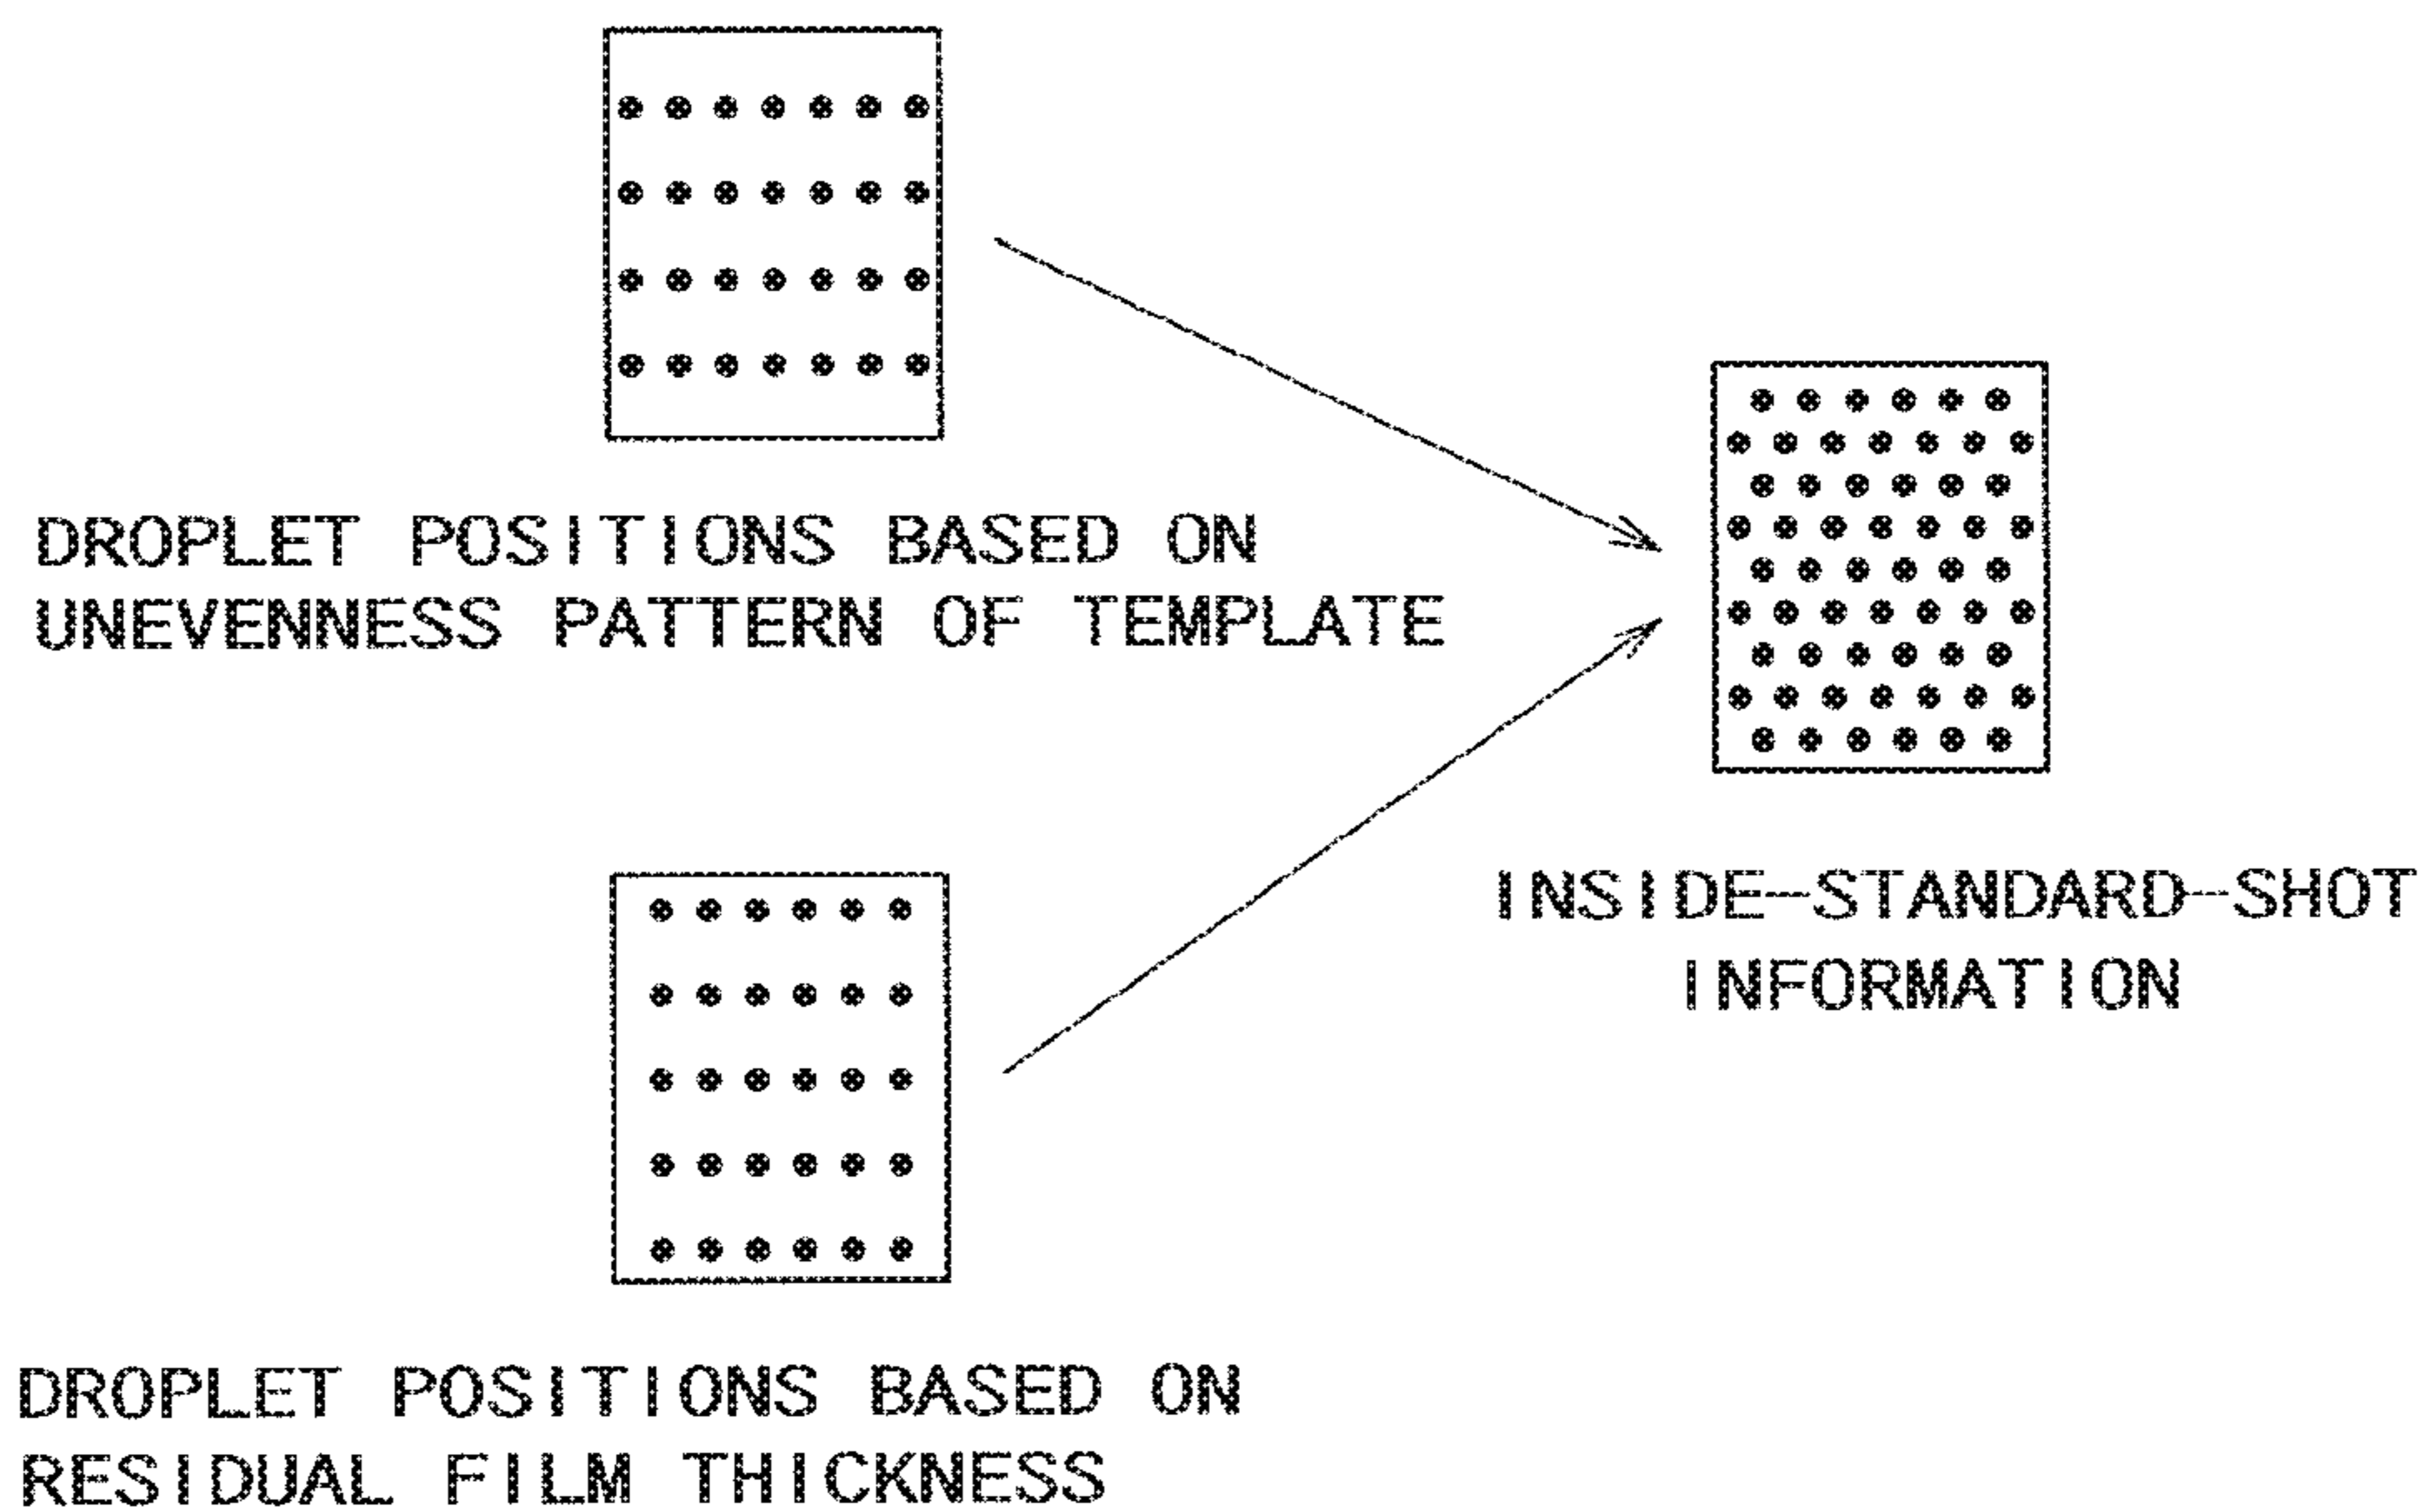 DROPLET POSITIONS BASED ON
UNEVENNESS PATTERN OF TEMPLATE
INSIDE-STANDARD-SHOT
INFORMATION
DROPLET POSITIONS BASED ON
RESIDUAL FILM THICKNESS